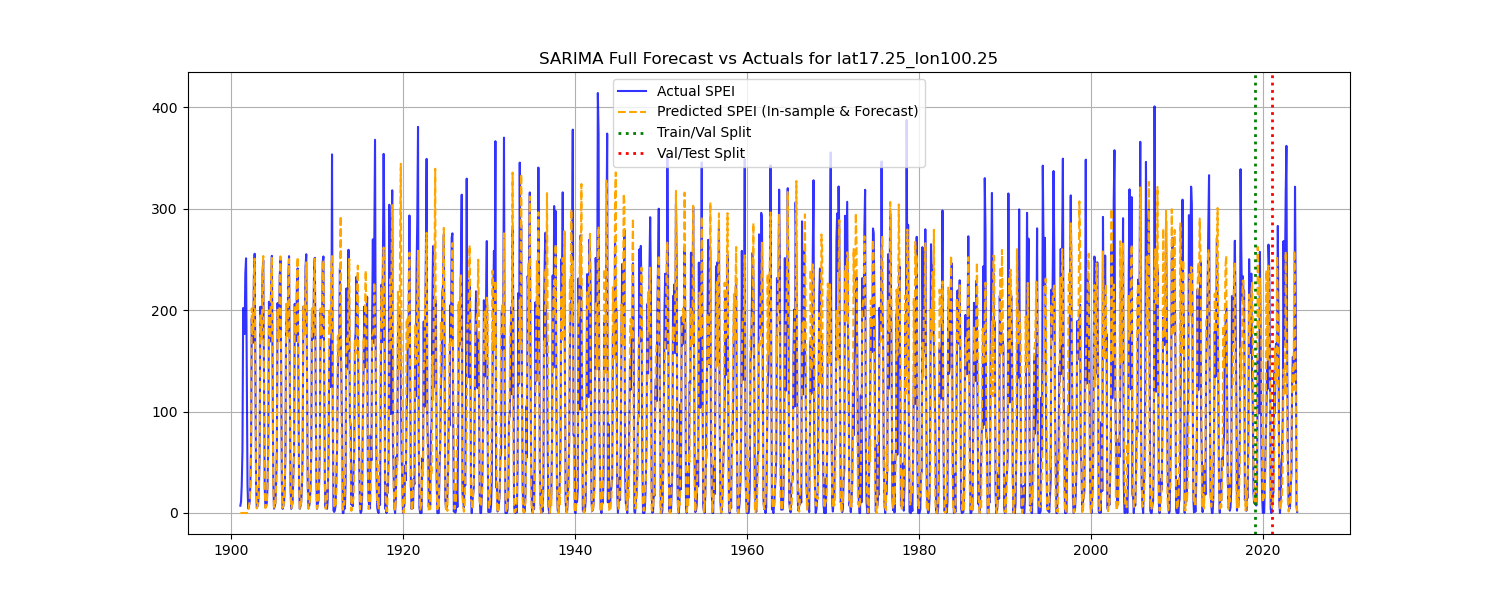 SARIMA Full Forecast vs Actuals for lat17.25_lon100.25
Actual SPEI
Predicted SPEI (In-sample & Forecast)
Train/Val Split
Val/Test Split
400
300
200
100
0
1900 1920 1940 1960 1980 2000 2020